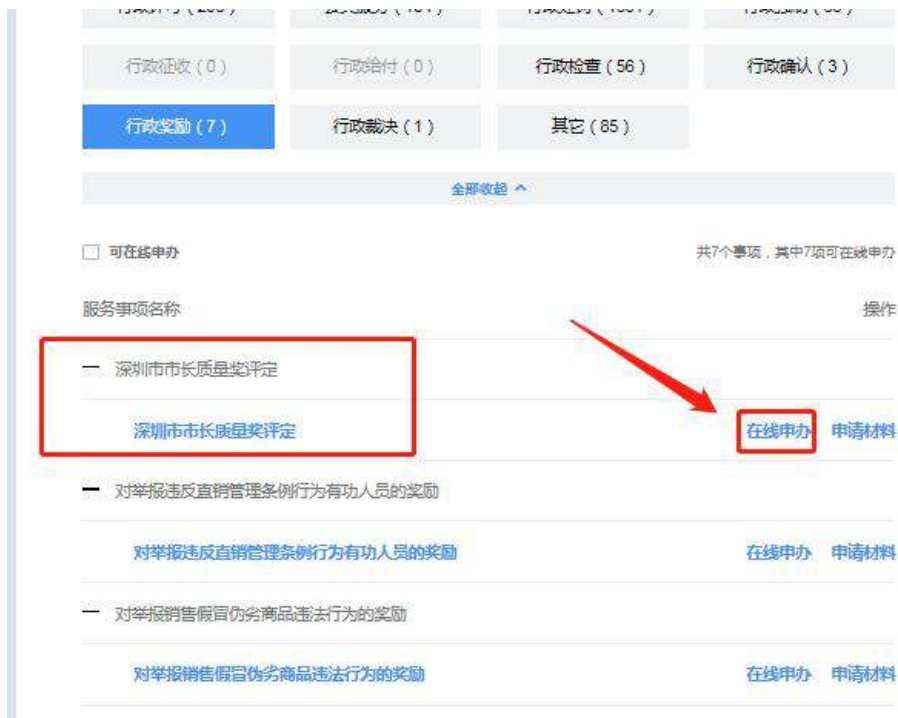 行政征收（0） 行政给付（0） 行政检查（56） 行政确认（3）
行政奖励（7） 行政裁决（1） 其它（85）
全部收起
可在线申办 共7个事项，其中7项可在线申办
服务事项名称 操作
深圳市市长质量奖评定
深圳市市长质量奖评定 在线申办 申请材料
对举报违反直销管理条例行为有功人员的奖励
对举报违反直销管理条例行为有功人员的奖励 在线申办 申请材料
对举报销售假冒伪劣商品违法行为的奖励
对举报销售假冒伪劣商品违法行为的奖励 在线申办 申请材料